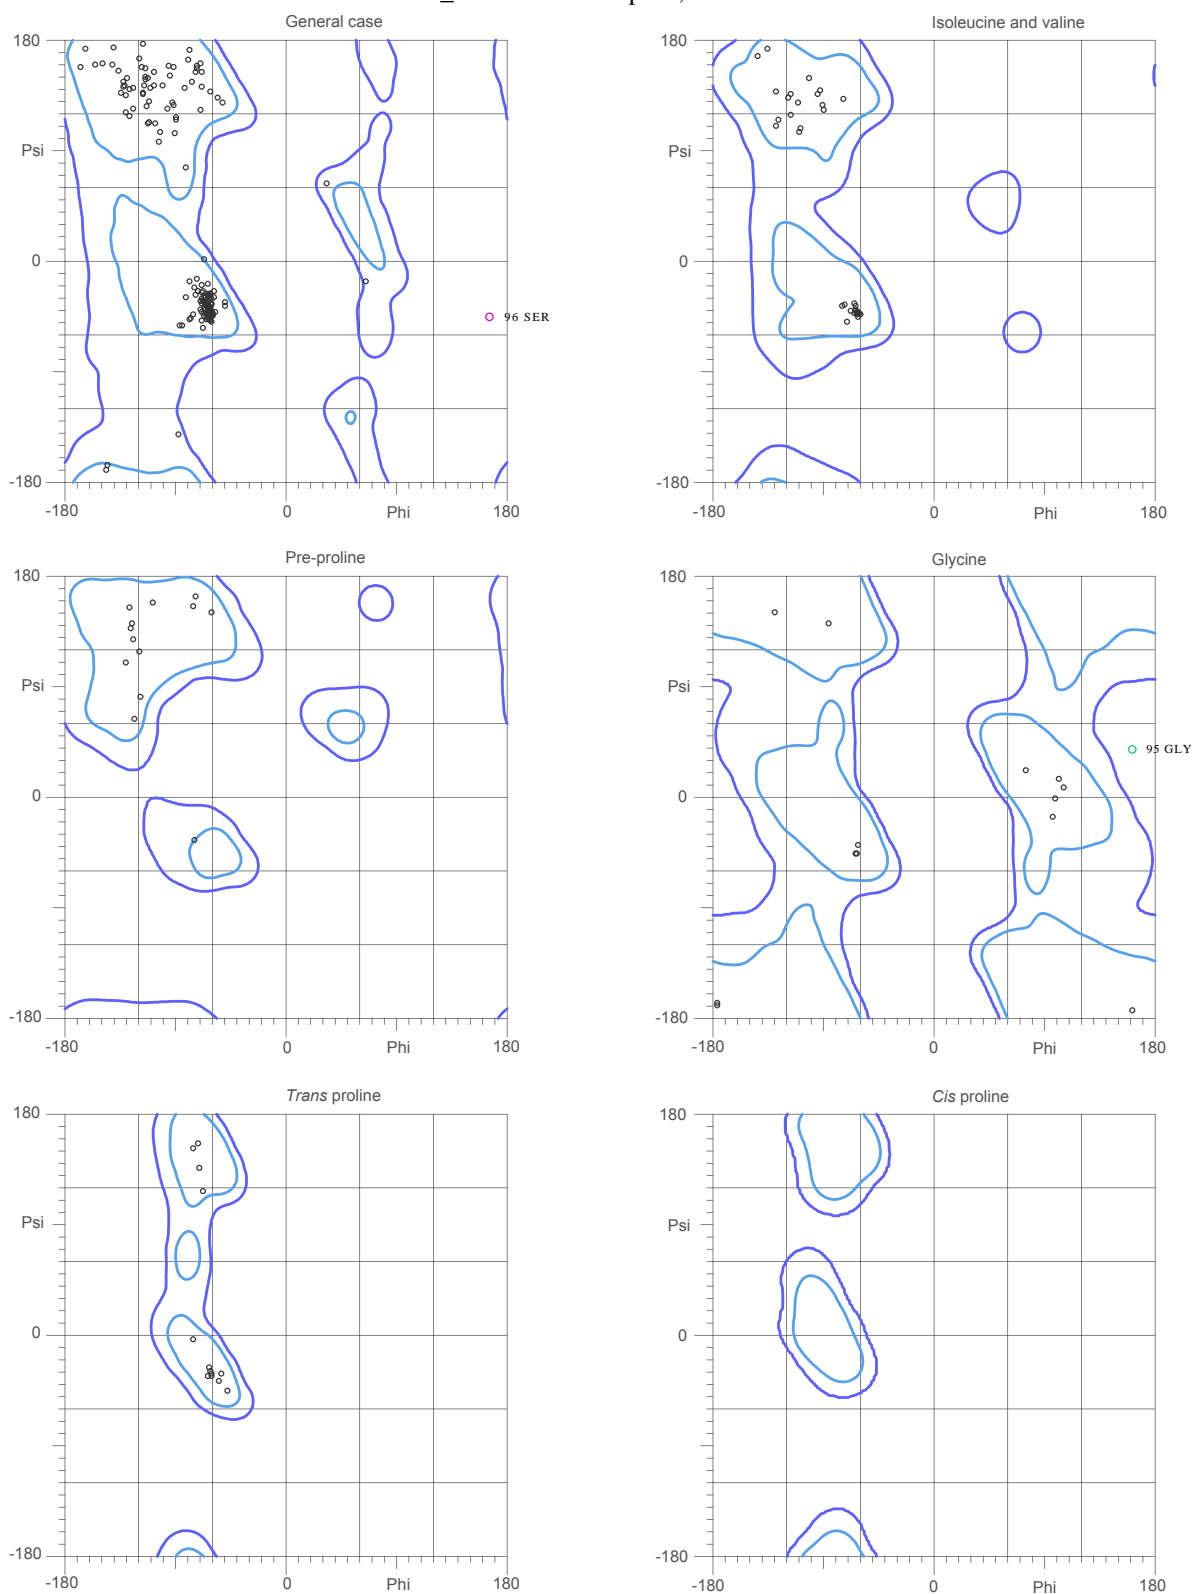 General case
180
Psi
0
-180
-180
0
Phi
180
96 SER
Isoleucine and valine
180
Psi
0
-180
-180
0
Phi
180
Pre-proline
180
Psi
0
-180
-180
0
Phi
180
Glycine
180
Psi
0
-180
-180
0
Phi
180
95 GLY
Trans proline
180
Psi
0
-180
-180
0
Phi
180
Cis proline
180
Psi
0
-180
-180
0
Phi
180